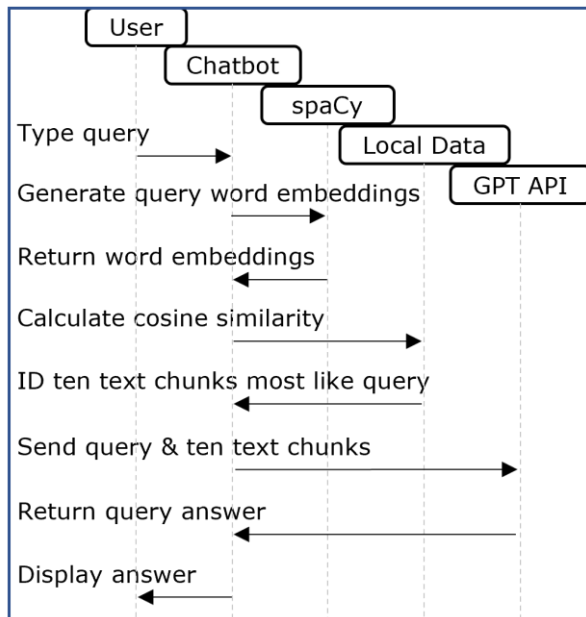 User
Chatbot
spaCy
Type query
Local Data
GPT API
Generate query word embeddings
Return word embeddings
Calculate cosine similarity
ID ten text chunks most like query
Send query & ten text chunks
Return query answer
Display answer